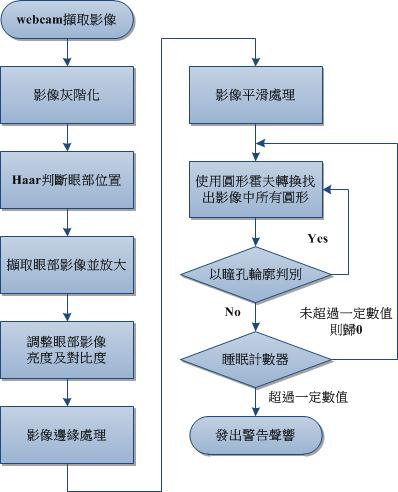 webcam擷取影像
影像灰階化
Haar判斷眼部位置
擷取眼部影像並放大
調整眼部影像
亮度及對比度
影像邊緣處理
影像平滑處理
使用圓形霍夫轉換找
出影像中所有圓形
Yes
以瞳孔輪廓判別
No
未超過一定數值
則歸0
睡眠計數器
超過一定數值
發出警告聲響